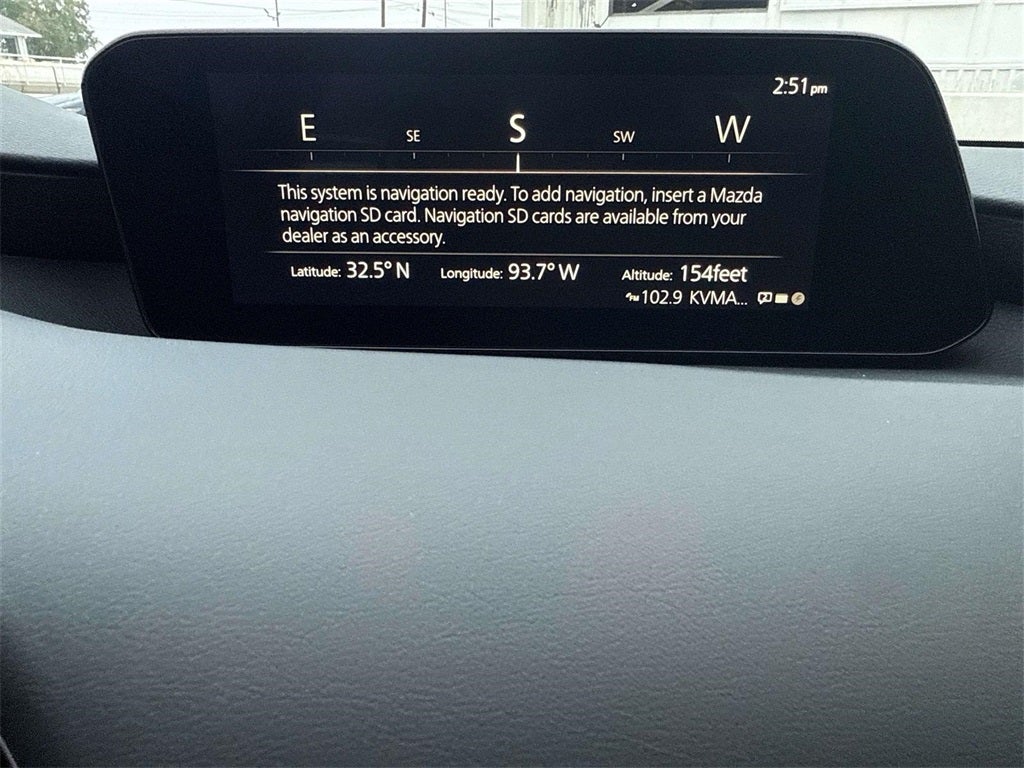 2:51pm
E SE S SW W
This system is navigation ready. To add navigation, insert a Mazda
navigation SD card. Navigation SD cards are available from your
dealer as an accessory.
Latitude: 32.5° N Longitude: 93.7° W Altitude: 154feet
FM 102.9 KVMA...